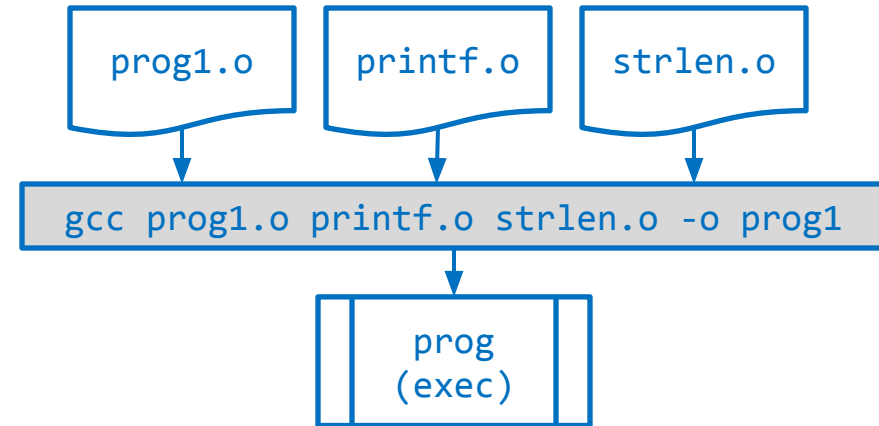 prog1.o
printf.o
strlen.o
gcc prog1.o printf.o strlen.o -o prog1
prog
(exec)